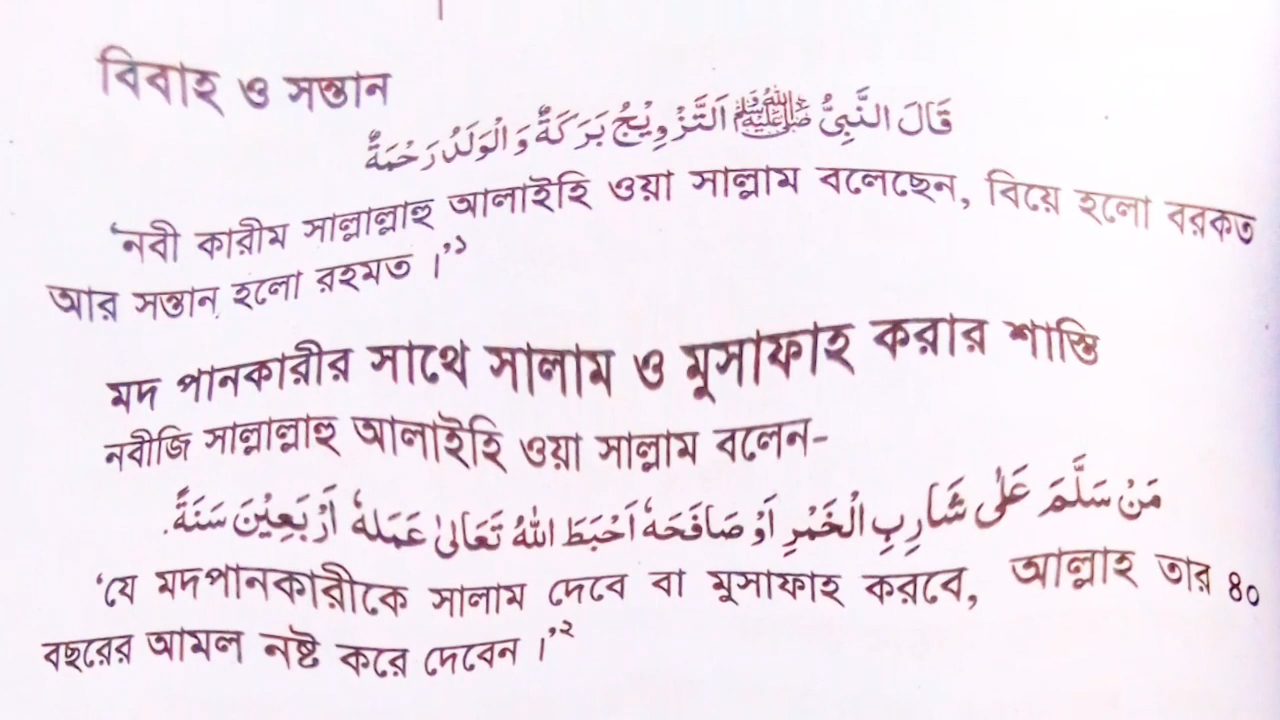 বিবাহ ও সন্তান
قَالَ النَّبِيُّ ﷺ اَلتَّزْوِيْجُ بَرَكَةٌ وَالْوَلَدُ رَحْمَةٌ
‘নবী কারীম সাল্লাল্লাহু আলাইহি ওয়া সাল্লাম বলেছেন, বিয়ে হলো বরকত
আর সন্তান হলো রহমত।’১
মদ পানকারীর সাথে সালাম ও মুসাফাহ করার শাস্তি
নবীজি সাল্লাল্লাহু আলাইহি ওয়া সাল্লাম বলেন-
مَنْ سَلَّمَ عَلٰى شَارِبِ الْخَمْرِ اَوْ صَافَحَهٗ اَحْبَطَ اللهُ تَعَالىٰ عَمَلَهٗ اَرْبَعِيْنَ سَنَةً.
‘যে মদপানকারীকে সালাম দেবে বা মুসাফাহ করবে, আল্লাহ তার ৪০
বছরের আমল নষ্ট করে দেবেন।’২